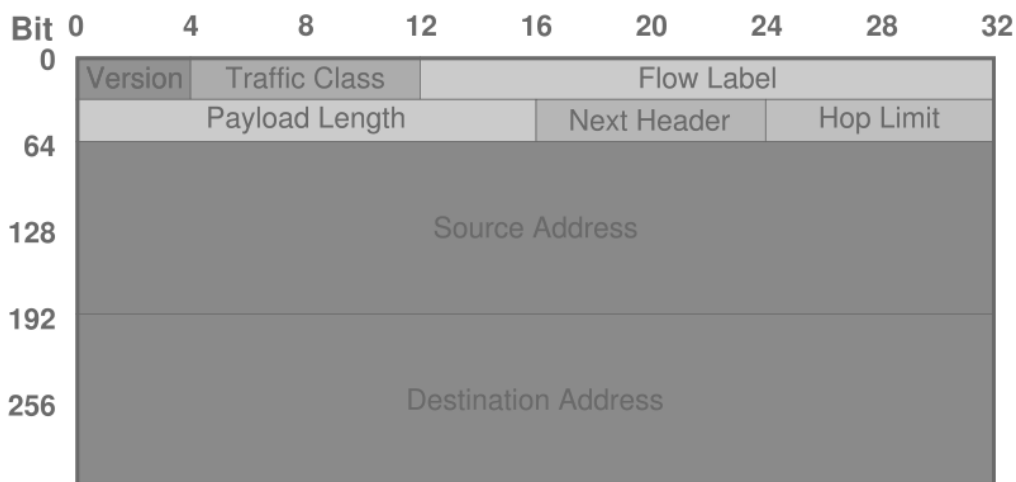 Bit 0 4 8 12 16 20 24 28 32
0 Version Traffic Class Flow Label
Payload Length Next Header Hop Limit
64
128 Source Address
192
256 Destination Address